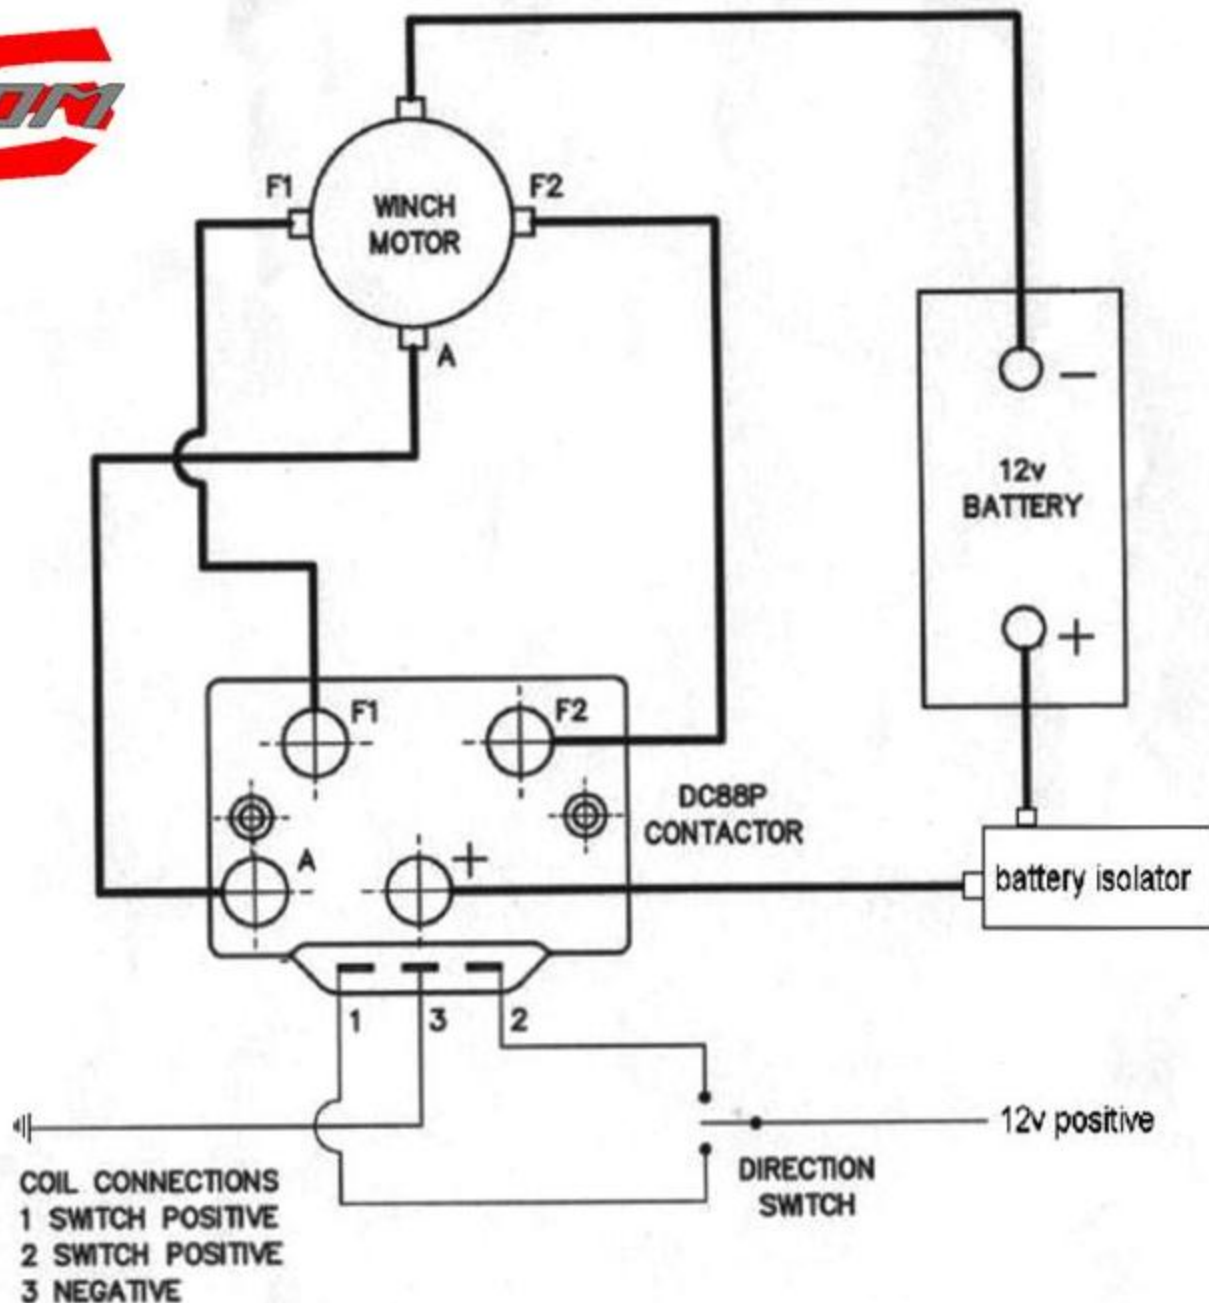 OM
F1
F2
WINCH
MOTOR
A
−
12v
BATTERY
+
F1
F2
DC88P
CONTACTOR
A
+
battery isolator
1
3
2
12v positive
DIRECTION
SWITCH
COIL CONNECTIONS
1 SWITCH POSITIVE
2 SWITCH POSITIVE
3 NEGATIVE